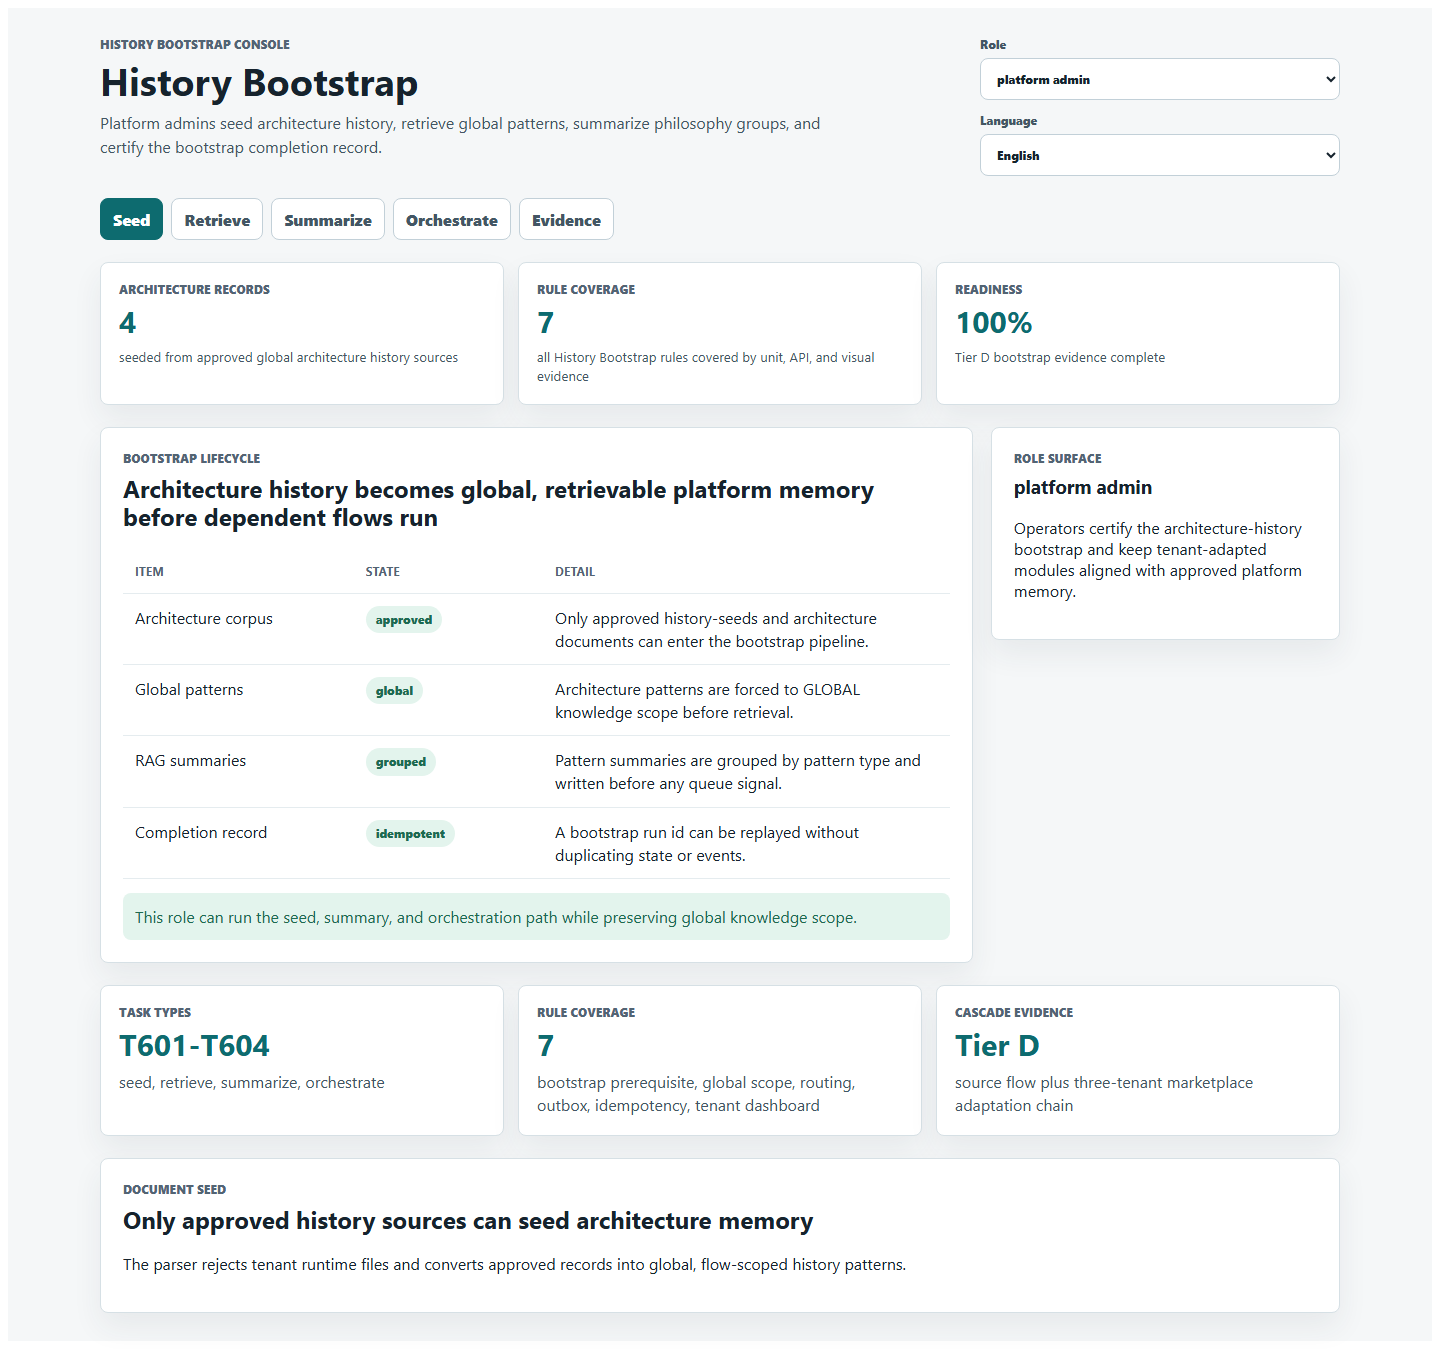 HISTORY BOOTSTRAP CONSOLE
History Bootstrap
Platform admins seed architecture history, retrieve global patterns, summarize philosophy groups, and
certify the bootstrap completion record.
Role
platform admin
Language
English
Seed
Retrieve
Summarize
Orchestrate
Evidence
ARCHITECTURE RECORDS
4
seeded from approved global architecture history sources
RULE COVERAGE
7
all History Bootstrap rules covered by unit, API, and visual
evidence
READINESS
100%
Tier D bootstrap evidence complete
BOOTSTRAP LIFECYCLE
Architecture history becomes global, retrievable platform memory
before dependent flows run
ITEM STATE DETAIL
Architecture corpus approved Only approved history-seeds and architecture
documents can enter the bootstrap pipeline.
Global patterns global Architecture patterns are forced to GLOBAL
knowledge scope before retrieval.
RAG summaries grouped Pattern summaries are grouped by pattern type and
written before any queue signal.
Completion record idempotent A bootstrap run id can be replayed without
duplicating state or events.
This role can run the seed, summary, and orchestration path while preserving global knowledge scope.
ROLE SURFACE
platform admin
Operators certify the architecture-history
bootstrap and keep tenant-adapted
modules aligned with approved platform
memory.
TASK TYPES
T601-T604
seed, retrieve, summarize, orchestrate
RULE COVERAGE
7
bootstrap prerequisite, global scope, routing,
outbox, idempotency, tenant dashboard
CASCADE EVIDENCE
Tier D
source flow plus three-tenant marketplace
adaptation chain
DOCUMENT SEED
Only approved history sources can seed architecture memory
The parser rejects tenant runtime files and converts approved records into global, flow-scoped history patterns.